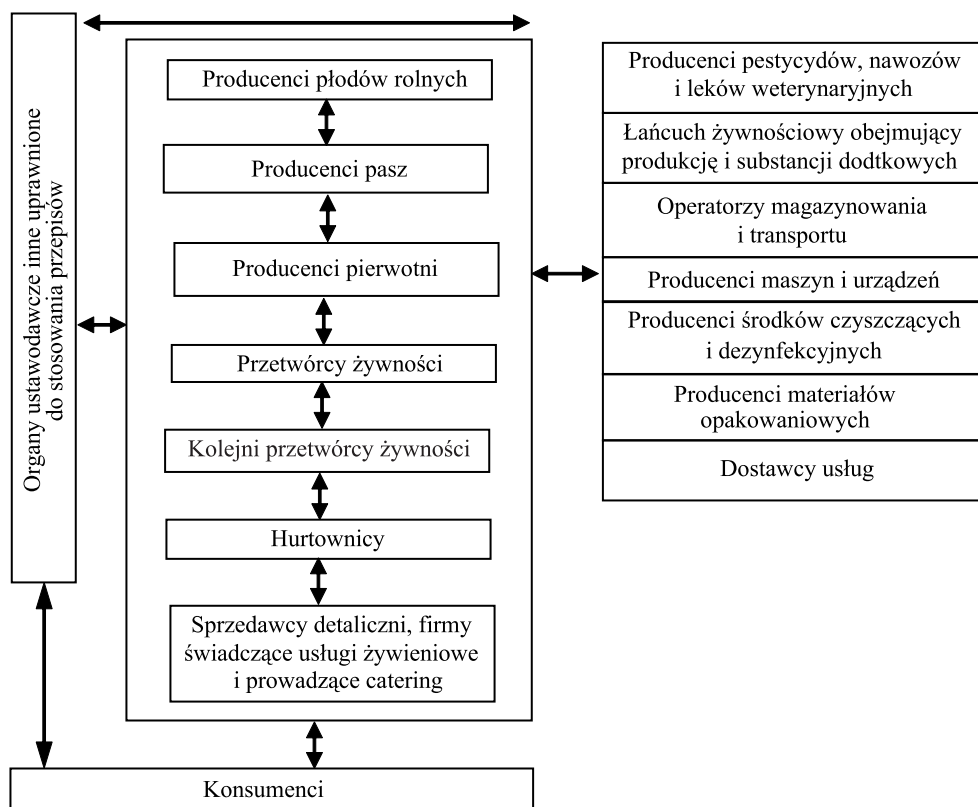 Organy ustawodawcze inne uprawnione
do stosowania przepisów
Producenci płodów rolnych
Producenci pasz
Producenci pierwotni
Przetwórcy żywności
Kolejni przetwórcy żywności
Hurtownicy
Sprzedawcy detaliczni, firmy
świadczące usługi żywieniowe
i prowadzące catering
Konsumenci
Producenci pestycydów, nawozów
i leków weterynaryjnych
Łańcuch żywnościowy obejmujący
produkcję i substancji dodtkowych
Operatorzy magazynowania
i transportu
Producenci maszyn i urządzeń
Producenci środków czyszczących
i dezynfekcyjnych
Producenci materiałów
opakowaniowych
Dostawcy usług